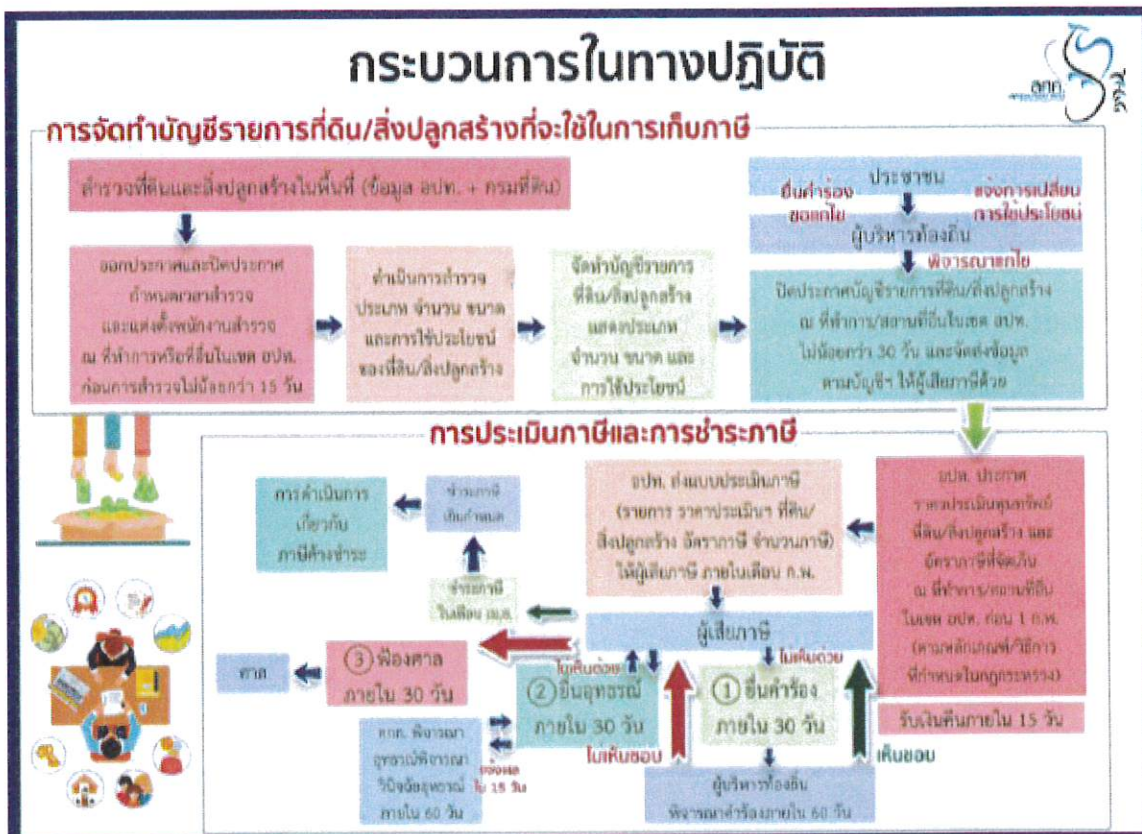 กระบวนการในทางปฏิบัติ
สถก
การจัดทำบัญชีรายการที่ดิน/สิ่งปลูกสร้างที่จะใช้ในการเก็บภาษี
สำรวจที่ดินและสิ่งปลูกสร้างในพื้นที่ (ข้อมูล อปท. + กรมที่ดิน)
ออกประกาศและปิดประกาศ
กำหนดเวลาสำรวจ
และแต่งตั้งพนักงานสำรวจ
ณ ที่ทำการหรือที่อื่นในเขต อปท.
ก่อนการสำรวจไม่น้อยกว่า 15 วัน
ดำเนินการสำรวจ
ประเภท จำนวน ขนาด
และการใช้ประโยชน์
ของที่ดิน/สิ่งปลูกสร้าง
จัดทำบัญชีรายการ
ที่ดิน/สิ่งปลูกสร้าง
แสดงประเภท
จำนวน ขนาด และ
การใช้ประโยชน์
ประชาชน
ยื่นคำร้อง
ขอแก้ไข
แจ้งการเปลี่ยน
การใช้ประโยชน์
ผู้บริหารท้องถิ่น
พิจารณาแก้ไข
ปิดประกาศบัญชีรายการที่ดิน/สิ่งปลูกสร้าง
ณ ที่ทำการ/สถานที่อื่นในเขต อปท.
ไม่น้อยกว่า 30 วัน และจัดส่งข้อมูล
ตามบัญชีฯ ให้ผู้เสียภาษีด้วย
การประเมินภาษีและการชำระภาษี
อปท. ประกาศ
ราคาประเมินทุนทรัพย์
ที่ดิน/สิ่งปลูกสร้าง และ
อัตราภาษีที่จัดเก็บ
ณ ที่ทำการ/สถานที่อื่น
ในเขต อปท. ก่อน 1 ก.พ.
(ตามหลักเกณฑ์/วิธีการ
ที่กำหนดในกฎกระทรวง)
อปท. ส่งแบบประเมินภาษี
(รายการ ราคาประเมินฯ ที่ดิน/
สิ่งปลูกสร้าง อัตราภาษี จำนวนภาษี)
ให้ผู้เสียภาษี ภายในเดือน ก.พ.
ผู้เสียภาษี
ชำระภาษี
ในเดือน เม.ย.
ชำระภาษี
เกินกำหนด
การดำเนินการ
เกี่ยวกับ
ภาษีค้างชำระ
ไม่เห็นด้วย
① ยื่นคำร้อง
ภายใน 30 วัน
ผู้บริหารท้องถิ่น
พิจารณาคำร้องภายใน 60 วัน
เห็นชอบ
รับเงินคืนภายใน 15 วัน
ไม่เห็นชอบ
ไม่เห็นด้วย
② ยื่นอุทธรณ์
ภายใน 30 วัน
พิจารณา
วินิจฉัยอุทธรณ์
ภายใน 60 วัน
แจ้งผล
ใน 15 วัน
③ ฟ้องศาล
ภายใน 30 วัน
ศาล